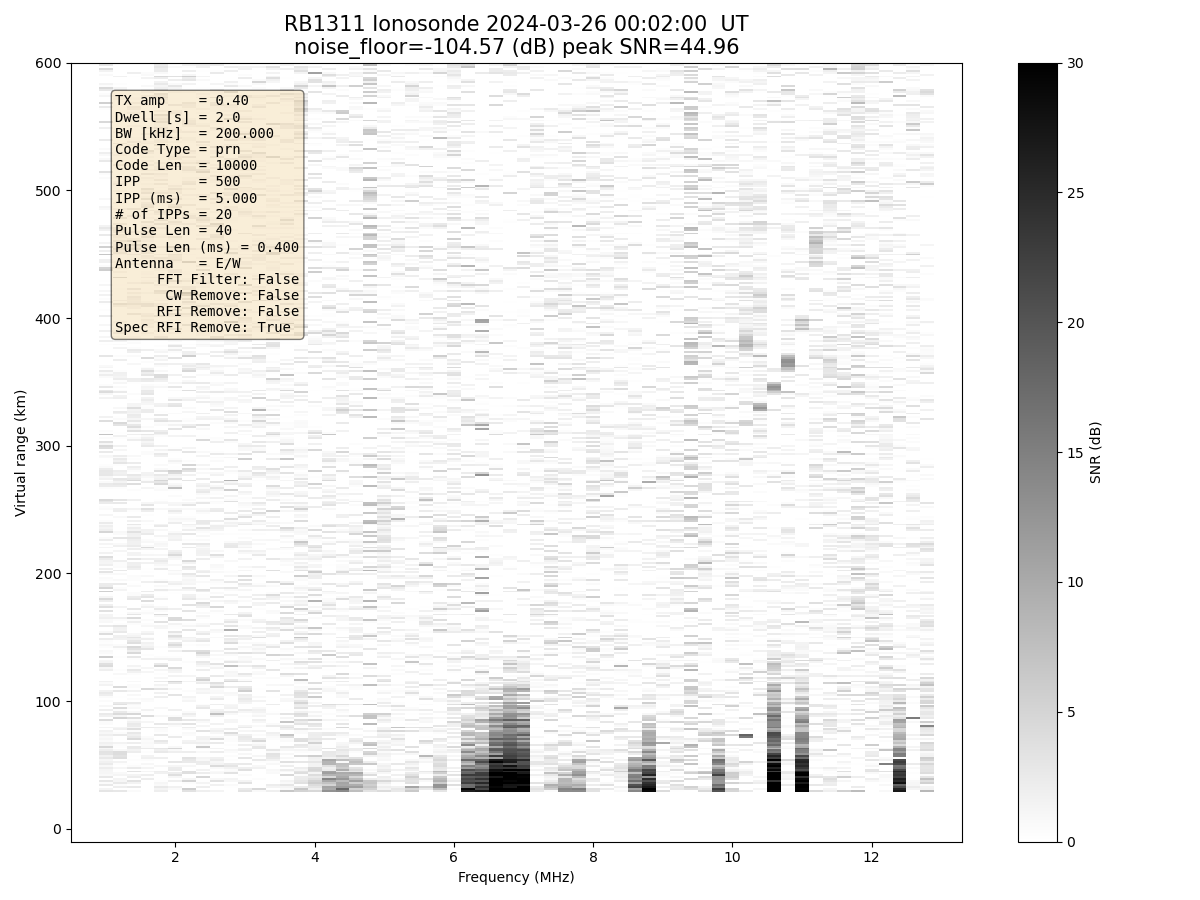 RB1311 Ionosonde 2024-03-26 00:02:00  UT
noise_floor=-104.57 (dB) peak SNR=44.96
TX amp    = 0.40
Dwell [s] = 2.0
BW [kHz]  = 200.000
Code Type = prn
Code Len  = 10000
IPP       = 500
IPP (ms)  = 5.000
# of IPPs = 20
Pulse Len = 40
Pulse Len (ms) = 0.400
Antenna   = E/W
FFT Filter: False
CW Remove: False
RFI Remove: False
Spec RFI Remove: True
600
500
400
300
200
100
0
Virtual range (km)
2
4
6
8
10
12
Frequency (MHz)
30
25
20
15
10
5
0
SNR (dB)